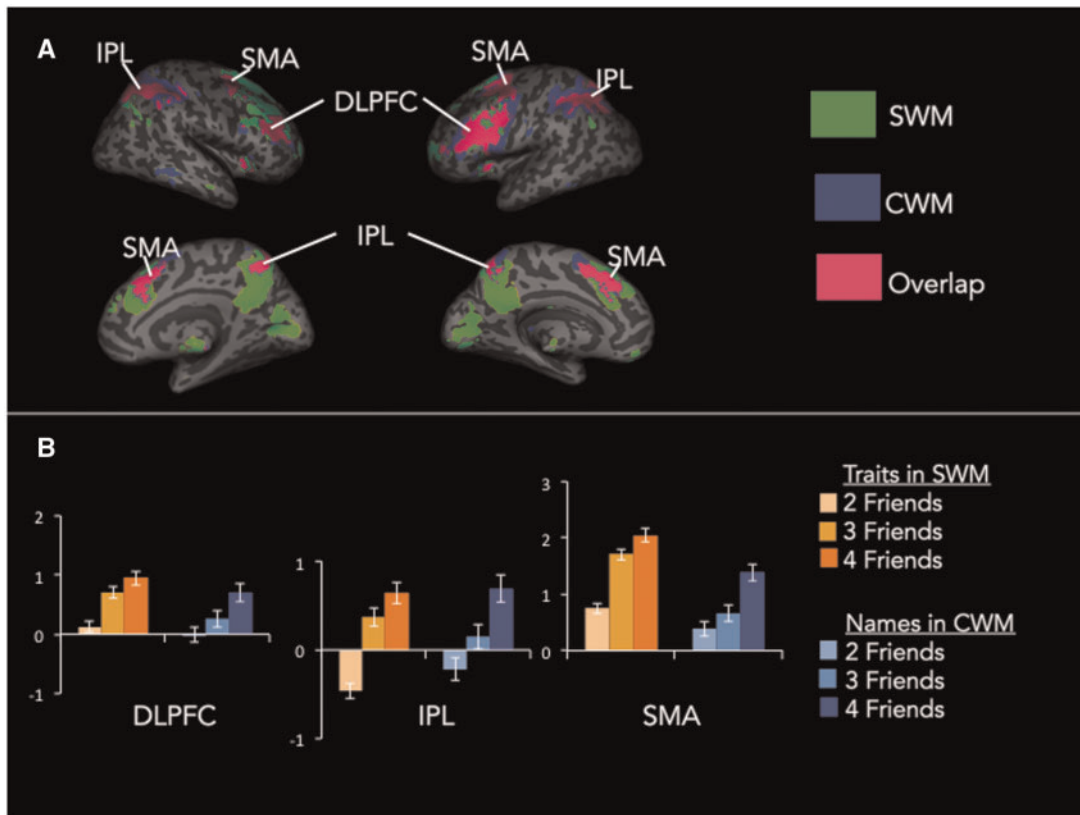 A
IPL
SMA
SMA
IPL
DLPFC
SWM
CWM
Overlap
SMA
IPL
SMA
B
Traits in SWM
2 Friends
3 Friends
4 Friends
Names in CWM
2 Friends
3 Friends
4 Friends
2
1
0
-1
DLPFC
1
0
-1
IPL
3
2
1
0
SMA